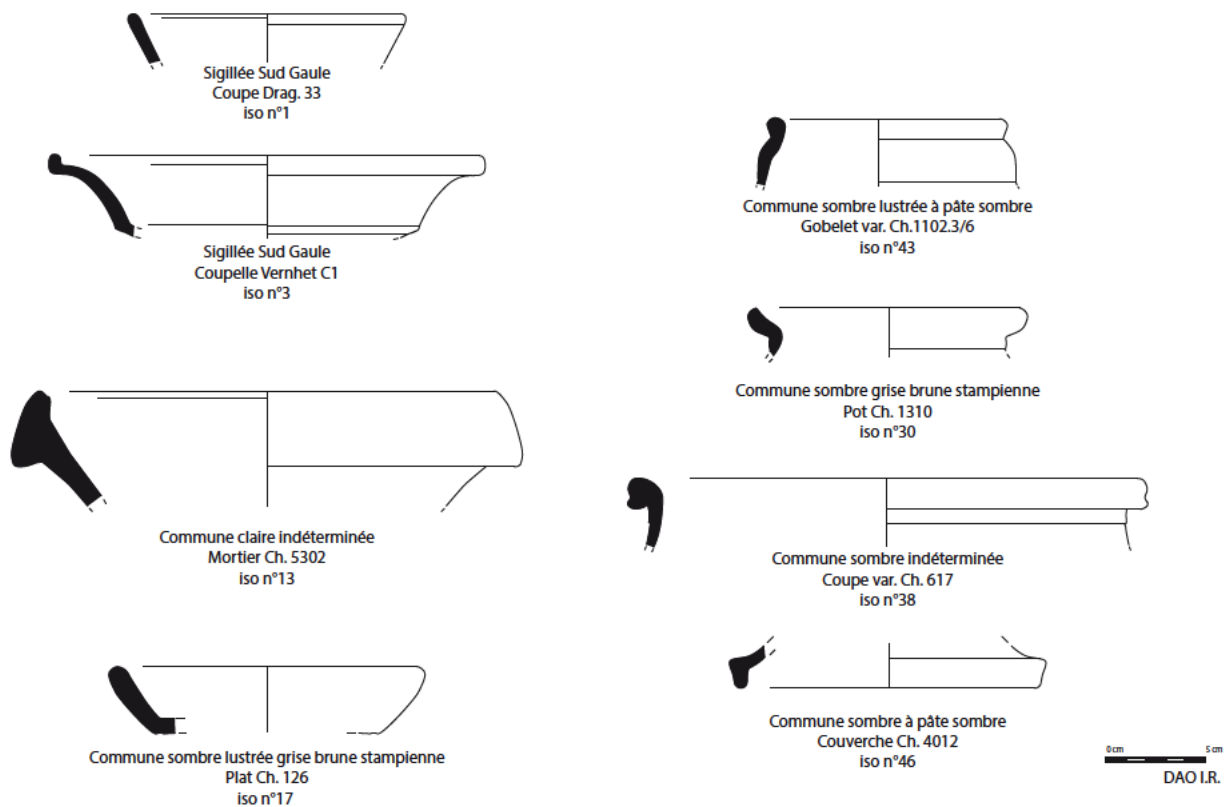 Sigillée Sud Gaule
Coupe Drag. 33
iso n°1
Sigillée Sud Gaule
Coupelle Vernhet C1
iso n°3
Commune claire indéterminée
Mortier Ch. 5302
iso n°13
Commune sombre lustrée grise brune stampienne
Plat Ch. 126
iso n°17
Commune sombre lustrée à pâte sombre
Gobelet var. Ch.1102.3/6
iso n°43
Commune sombre grise brune stampienne
Pot Ch. 1310
iso n°30
Commune sombre indéterminée
Coupe var. Ch. 617
iso n°38
Commune sombre à pâte sombre
Couverche Ch. 4012
iso n°46
0 cm 5 cm
DAO I.R.